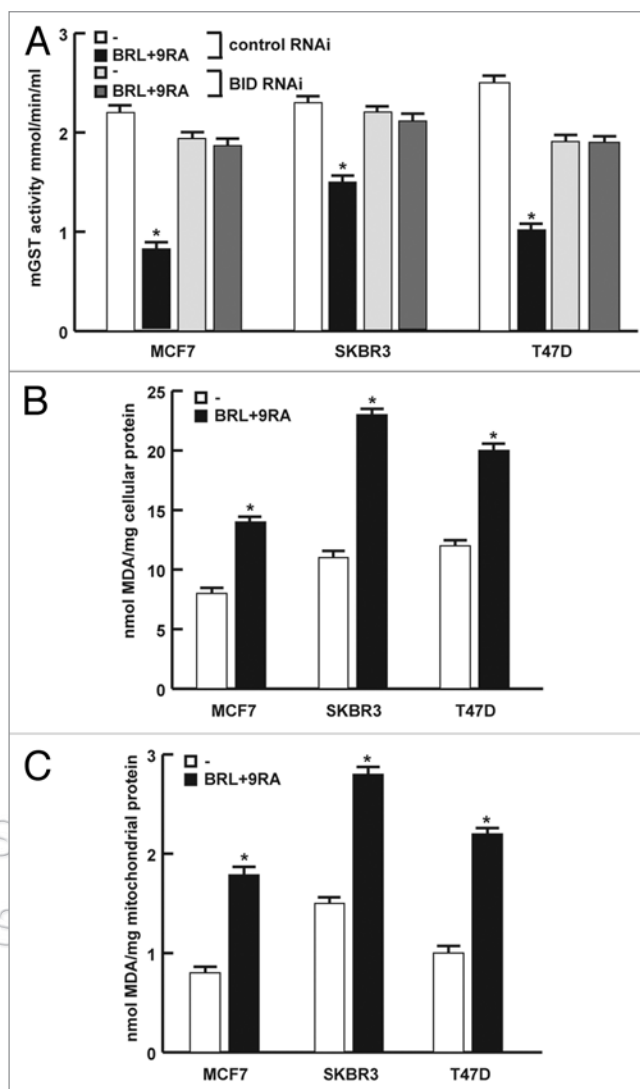 A
3
2
1
0
mGST activity mmol/min/ml
-
BRL+9RA
control RNAi
-
BRL+9RA
BID RNAi
*
*
*
MCF7 SKBR3 T47D
B
25
20
15
10
5
0
nmol MDA/mg cellular protein
-
BRL+9RA
*
*
*
MCF7 SKBR3 T47D
C
3
2
1
0
nmol MDA/mg mitochondrial protein
-
BRL+9RA
*
*
*
MCF7 SKBR3 T47D